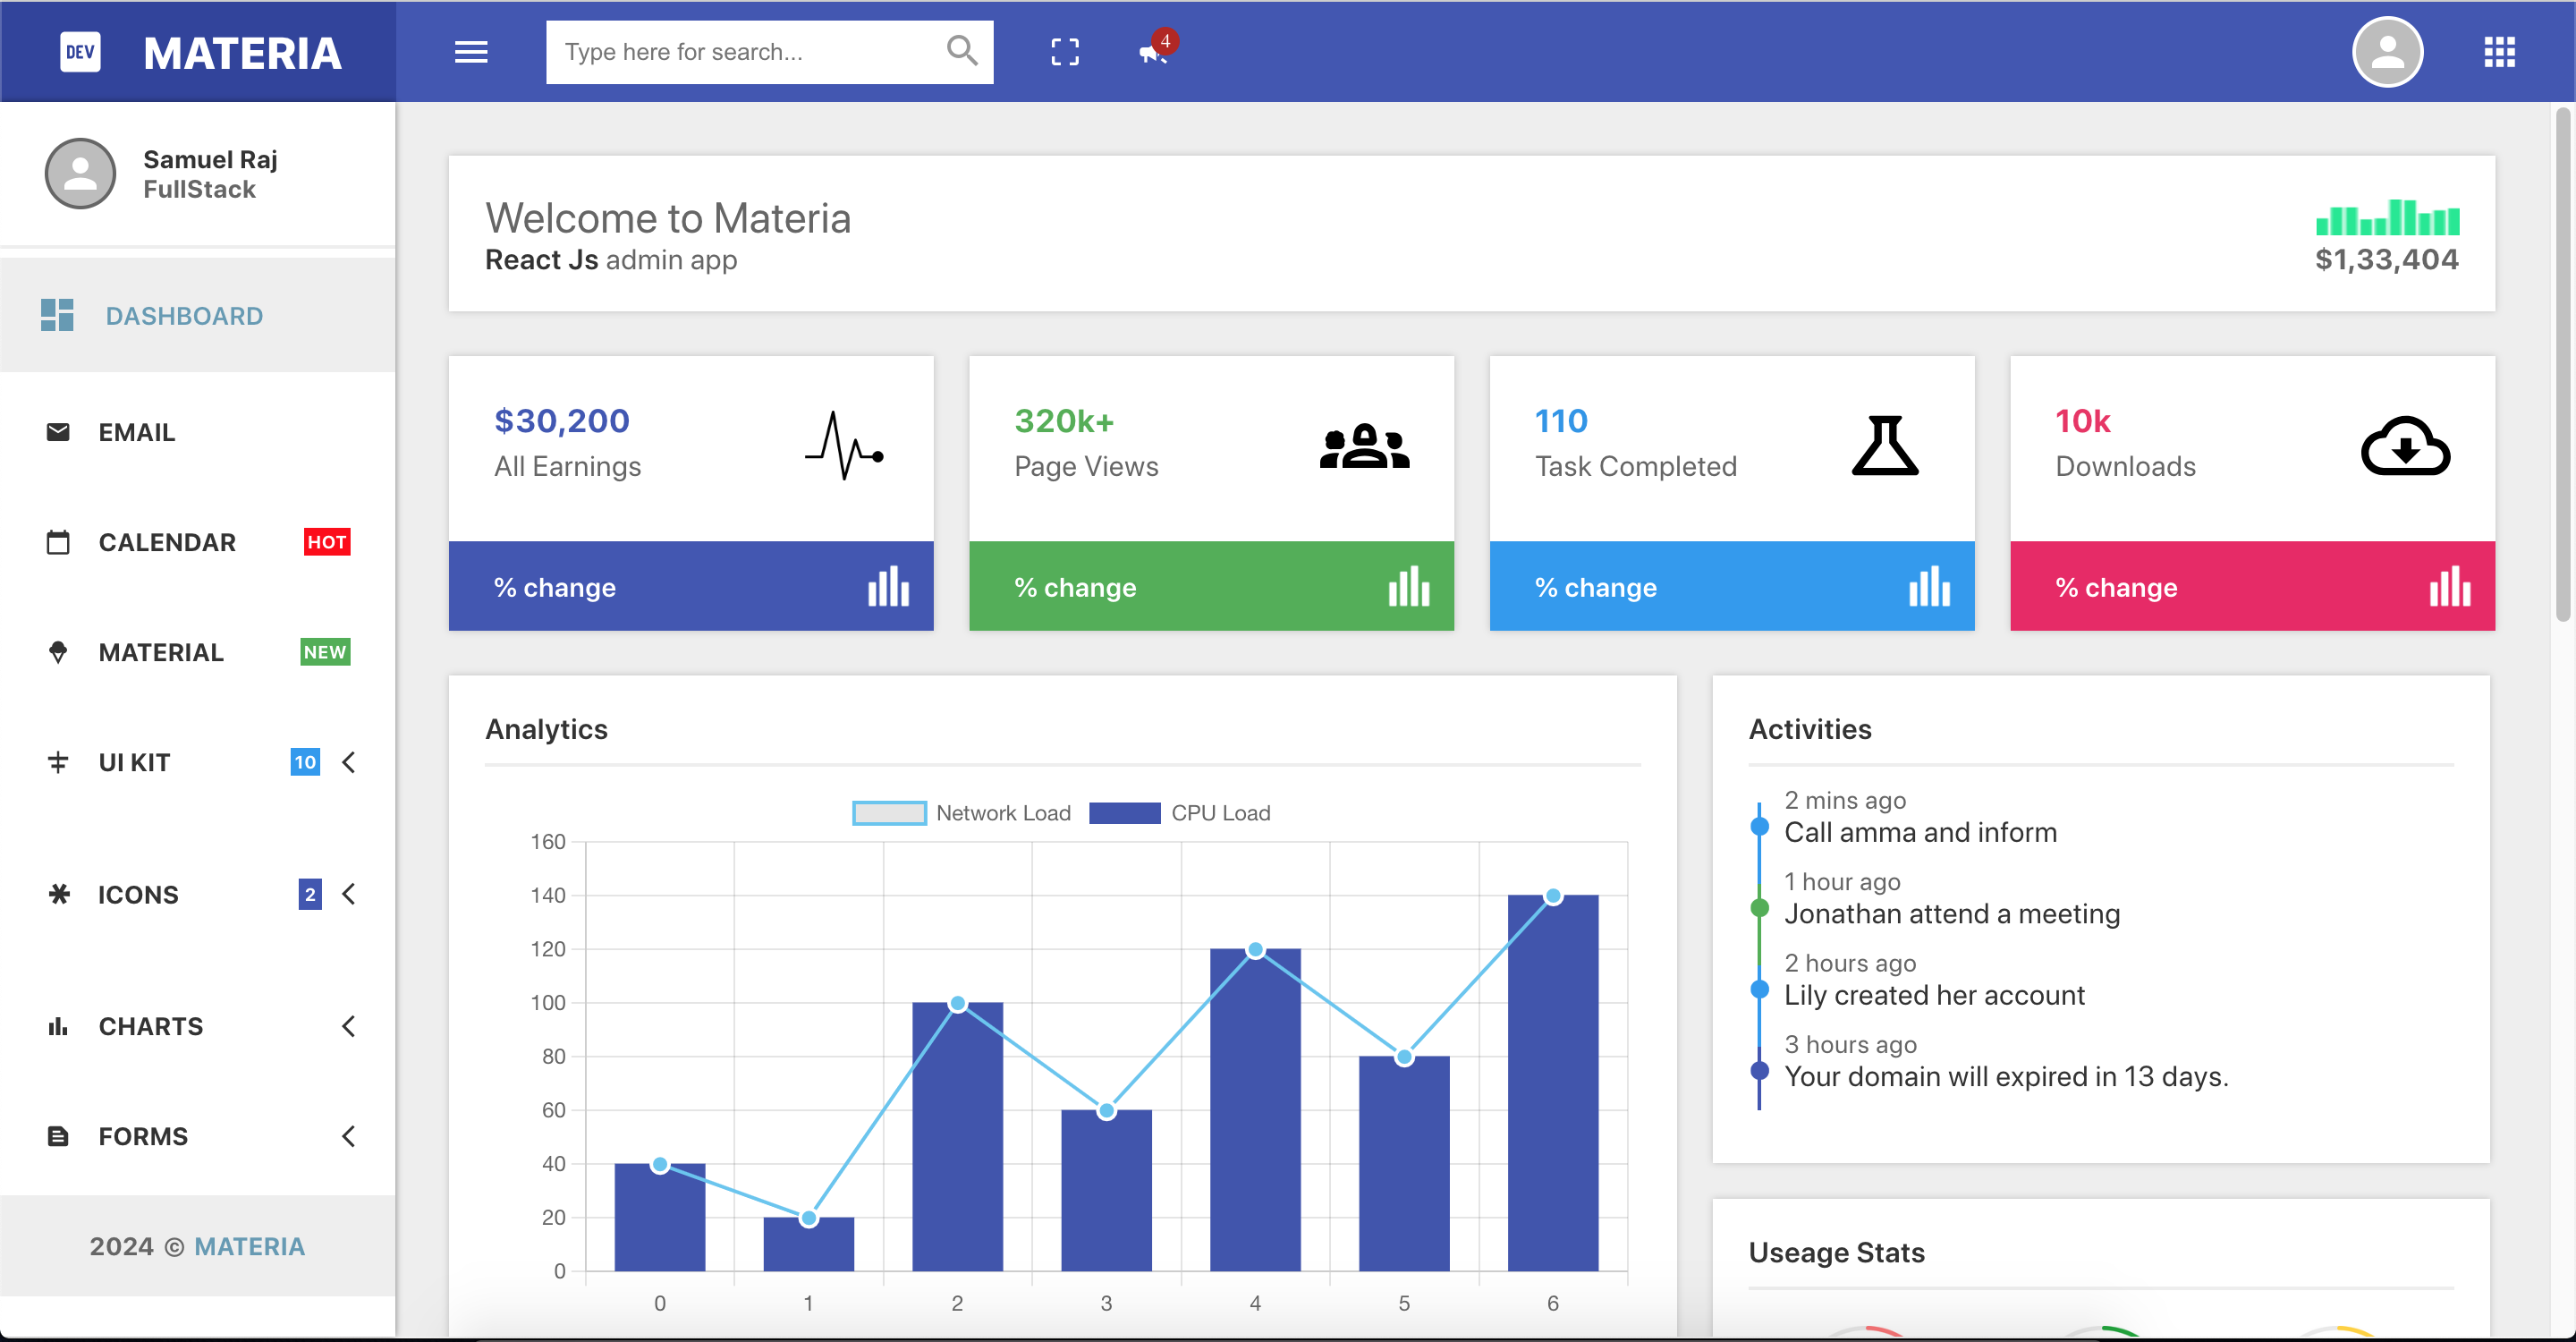 DEV MATERIA
Type here for search...
4
Samuel Raj
FullStack
DASHBOARD
EMAIL
CALENDAR HOT
MATERIAL NEW
UI KIT 10
ICONS 2
CHARTS
FORMS
2024 © MATERIA
Welcome to Materia
React Js admin app
$1,33,404
$30,200
All Earnings
% change
320k+
Page Views
% change
110
Task Completed
% change
10k
Downloads
% change
Analytics
Network Load CPU Load
160
140
120
100
80
60
40
20
0
0 1 2 3 4 5 6
Activities
2 mins ago
Call amma and inform
1 hour ago
Jonathan attend a meeting
2 hours ago
Lily created her account
3 hours ago
Your domain will expired in 13 days.
Useage Stats